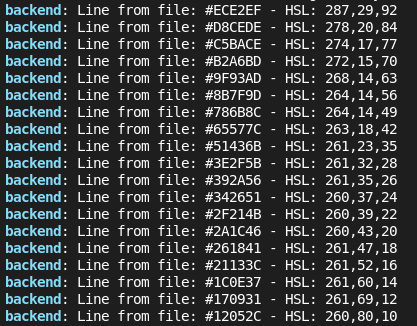 backend: Line from file: #ECE2EF - HSL: 287,29,92
backend: Line from file: #D8CEDE - HSL: 278,20,84
backend: Line from file: #C5BACE - HSL: 274,17,77
backend: Line from file: #B2A6BD - HSL: 272,15,70
backend: Line from file: #9F93AD - HSL: 268,14,63
backend: Line from file: #8B7F9D - HSL: 264,14,56
backend: Line from file: #786B8C - HSL: 264,14,49
backend: Line from file: #65577C - HSL: 263,18,42
backend: Line from file: #51436B - HSL: 261,23,35
backend: Line from file: #3E2F5B - HSL: 261,32,28
backend: Line from file: #392A56 - HSL: 261,35,26
backend: Line from file: #342651 - HSL: 260,37,24
backend: Line from file: #2F214B - HSL: 260,39,22
backend: Line from file: #2A1C46 - HSL: 260,43,20
backend: Line from file: #261841 - HSL: 261,47,18
backend: Line from file: #21133C - HSL: 261,52,16
backend: Line from file: #1C0E37 - HSL: 261,60,14
backend: Line from file: #170931 - HSL: 261,69,12
backend: Line from file: #12052C - HSL: 260,80,10